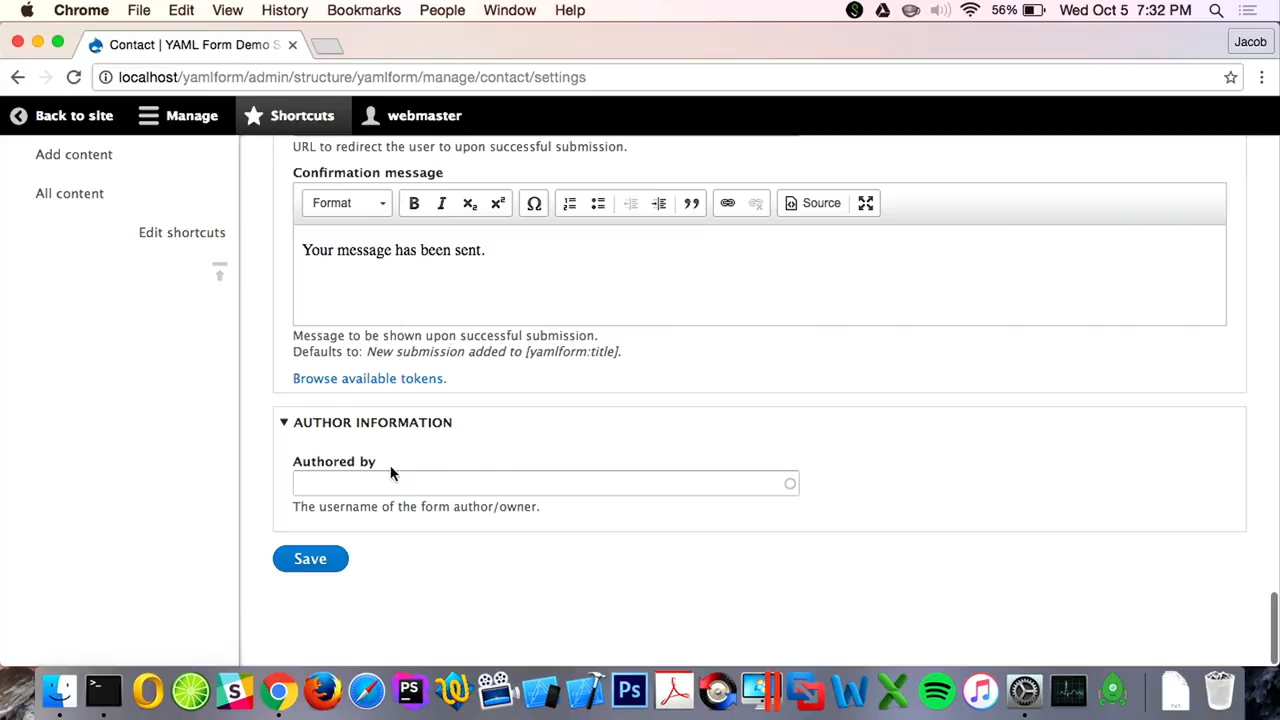 Chrome File Edit View History Bookmarks People Window Help 56% Wed Oct 5 7:32 PM
Contact | YAML Form Demo S
Jacob
localhost/yamlform/admin/structure/yamlform/manage/contact/settings
Back to site Manage Shortcuts webmaster
Add content
All content
Edit shortcuts
URL to redirect the user to upon successful submission.
Confirmation message
Format B I x₂ x² Ω Source
Your message has been sent.
Message to be shown upon successful submission.
Defaults to: New submission added to [yamlform:title].
Browse available tokens.
AUTHOR INFORMATION
Authored by
The username of the form author/owner.
Save